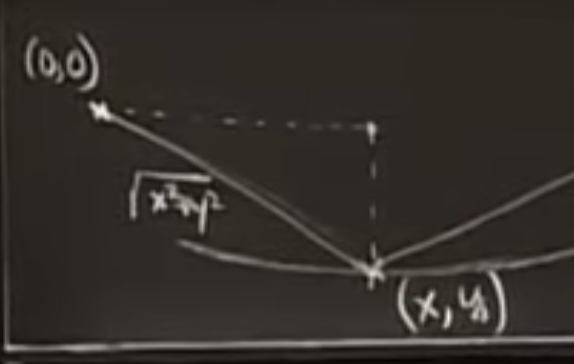 (0,0)
√x²+y²
(x, y)